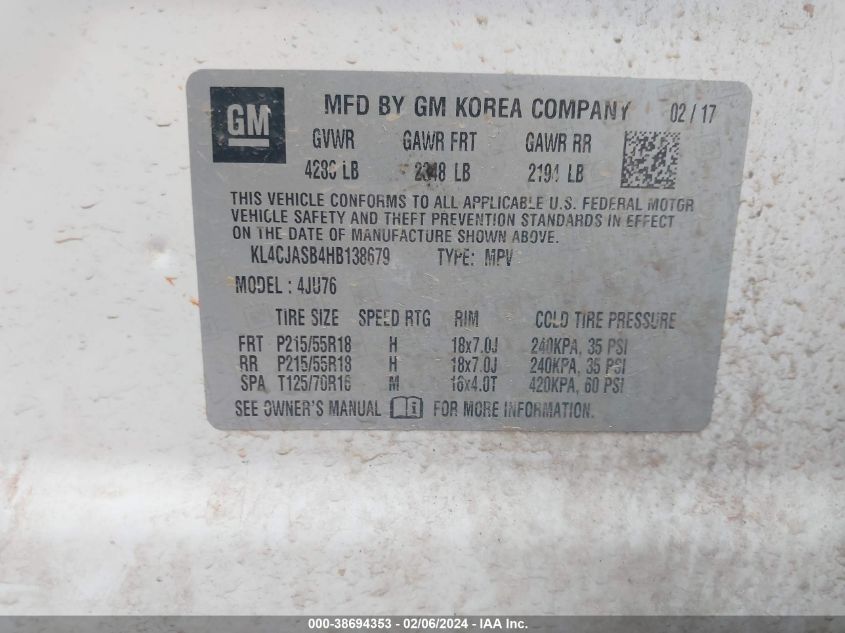 GM MFD BY GM KOREA COMPANY 02/17
GVWR GAWR FRT GAWR RR
LB LB 2194 LB
THIS VEHICLE CONFORMS TO ALL APPLICABLE U.S. FEDERAL MOTOR
VEHICLE SAFETY AND THEFT PREVENTION STANDARDS IN EFFECT
ON THE DATE OF MANUFACTURE SHOWN ABOVE.
KL4CJASB4HB138679 TYPE: MPV
MODEL: 4JU76
TIRE SIZE SPEED RTG RIM COLD TIRE PRESSURE
FRT P215/55R18 H 18x7.0J 240KPA, 35 PSI
RR P215/55R18 H 18x7.0J 240KPA, 35 PSI
SPA T125/70R16 M 16x4.0T 420KPA, 60 PSI
SEE OWNER'S MANUAL FOR MORE INFORMATION.
000-38694353 - 02/06/2024 - IAA Inc.